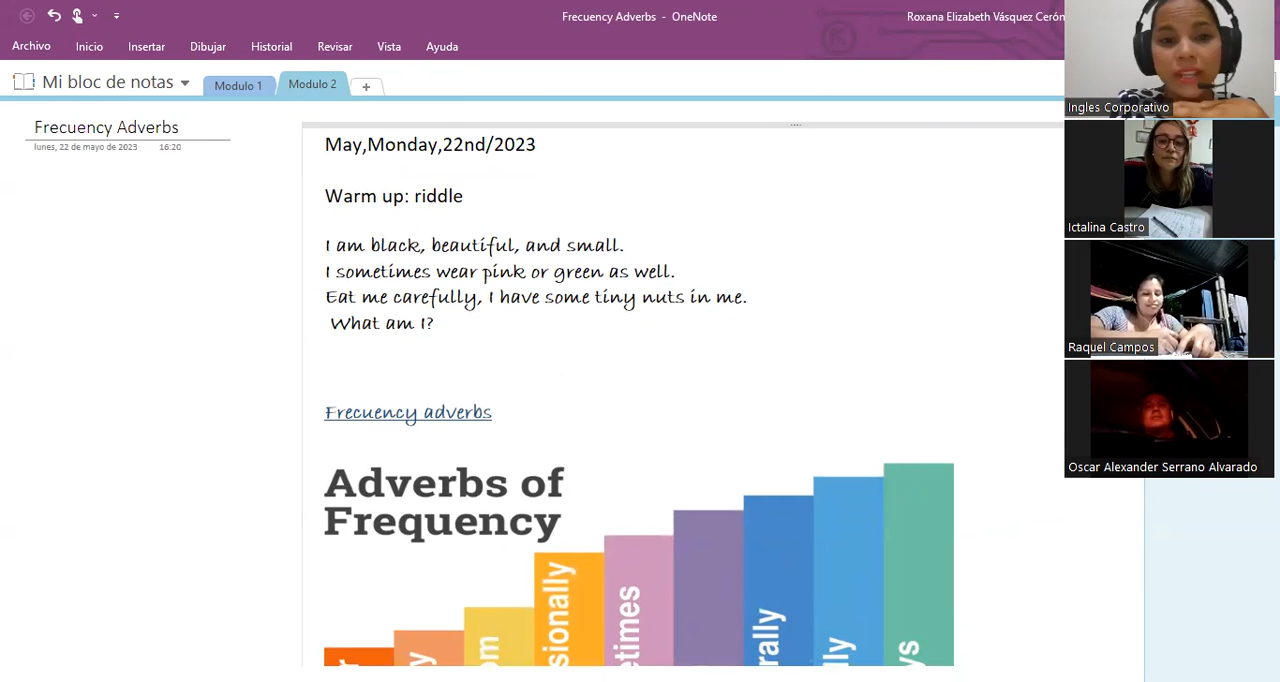 Frecuency Adverbs - OneNote
Roxana Elizabeth Vásquez Cerón
Archivo Inicio Insertar Dibujar Historial Revisar Vista Ayuda
Mi bloc de notas Modulo 1 Modulo 2
Frecuency Adverbs
lunes, 22 de mayo de 2023 16:20
May,Monday,22nd/2023
Warm up: riddle
I am black, beautiful, and small.
I sometimes wear pink or green as well.
Eat me carefully, I have some tiny nuts in me.
What am I?
Frecuency adverbs
Adverbs of
Frequency
Ingles Corporativo
Ictalina Castro
Raquel Campos
Oscar Alexander Serrano Alvarado